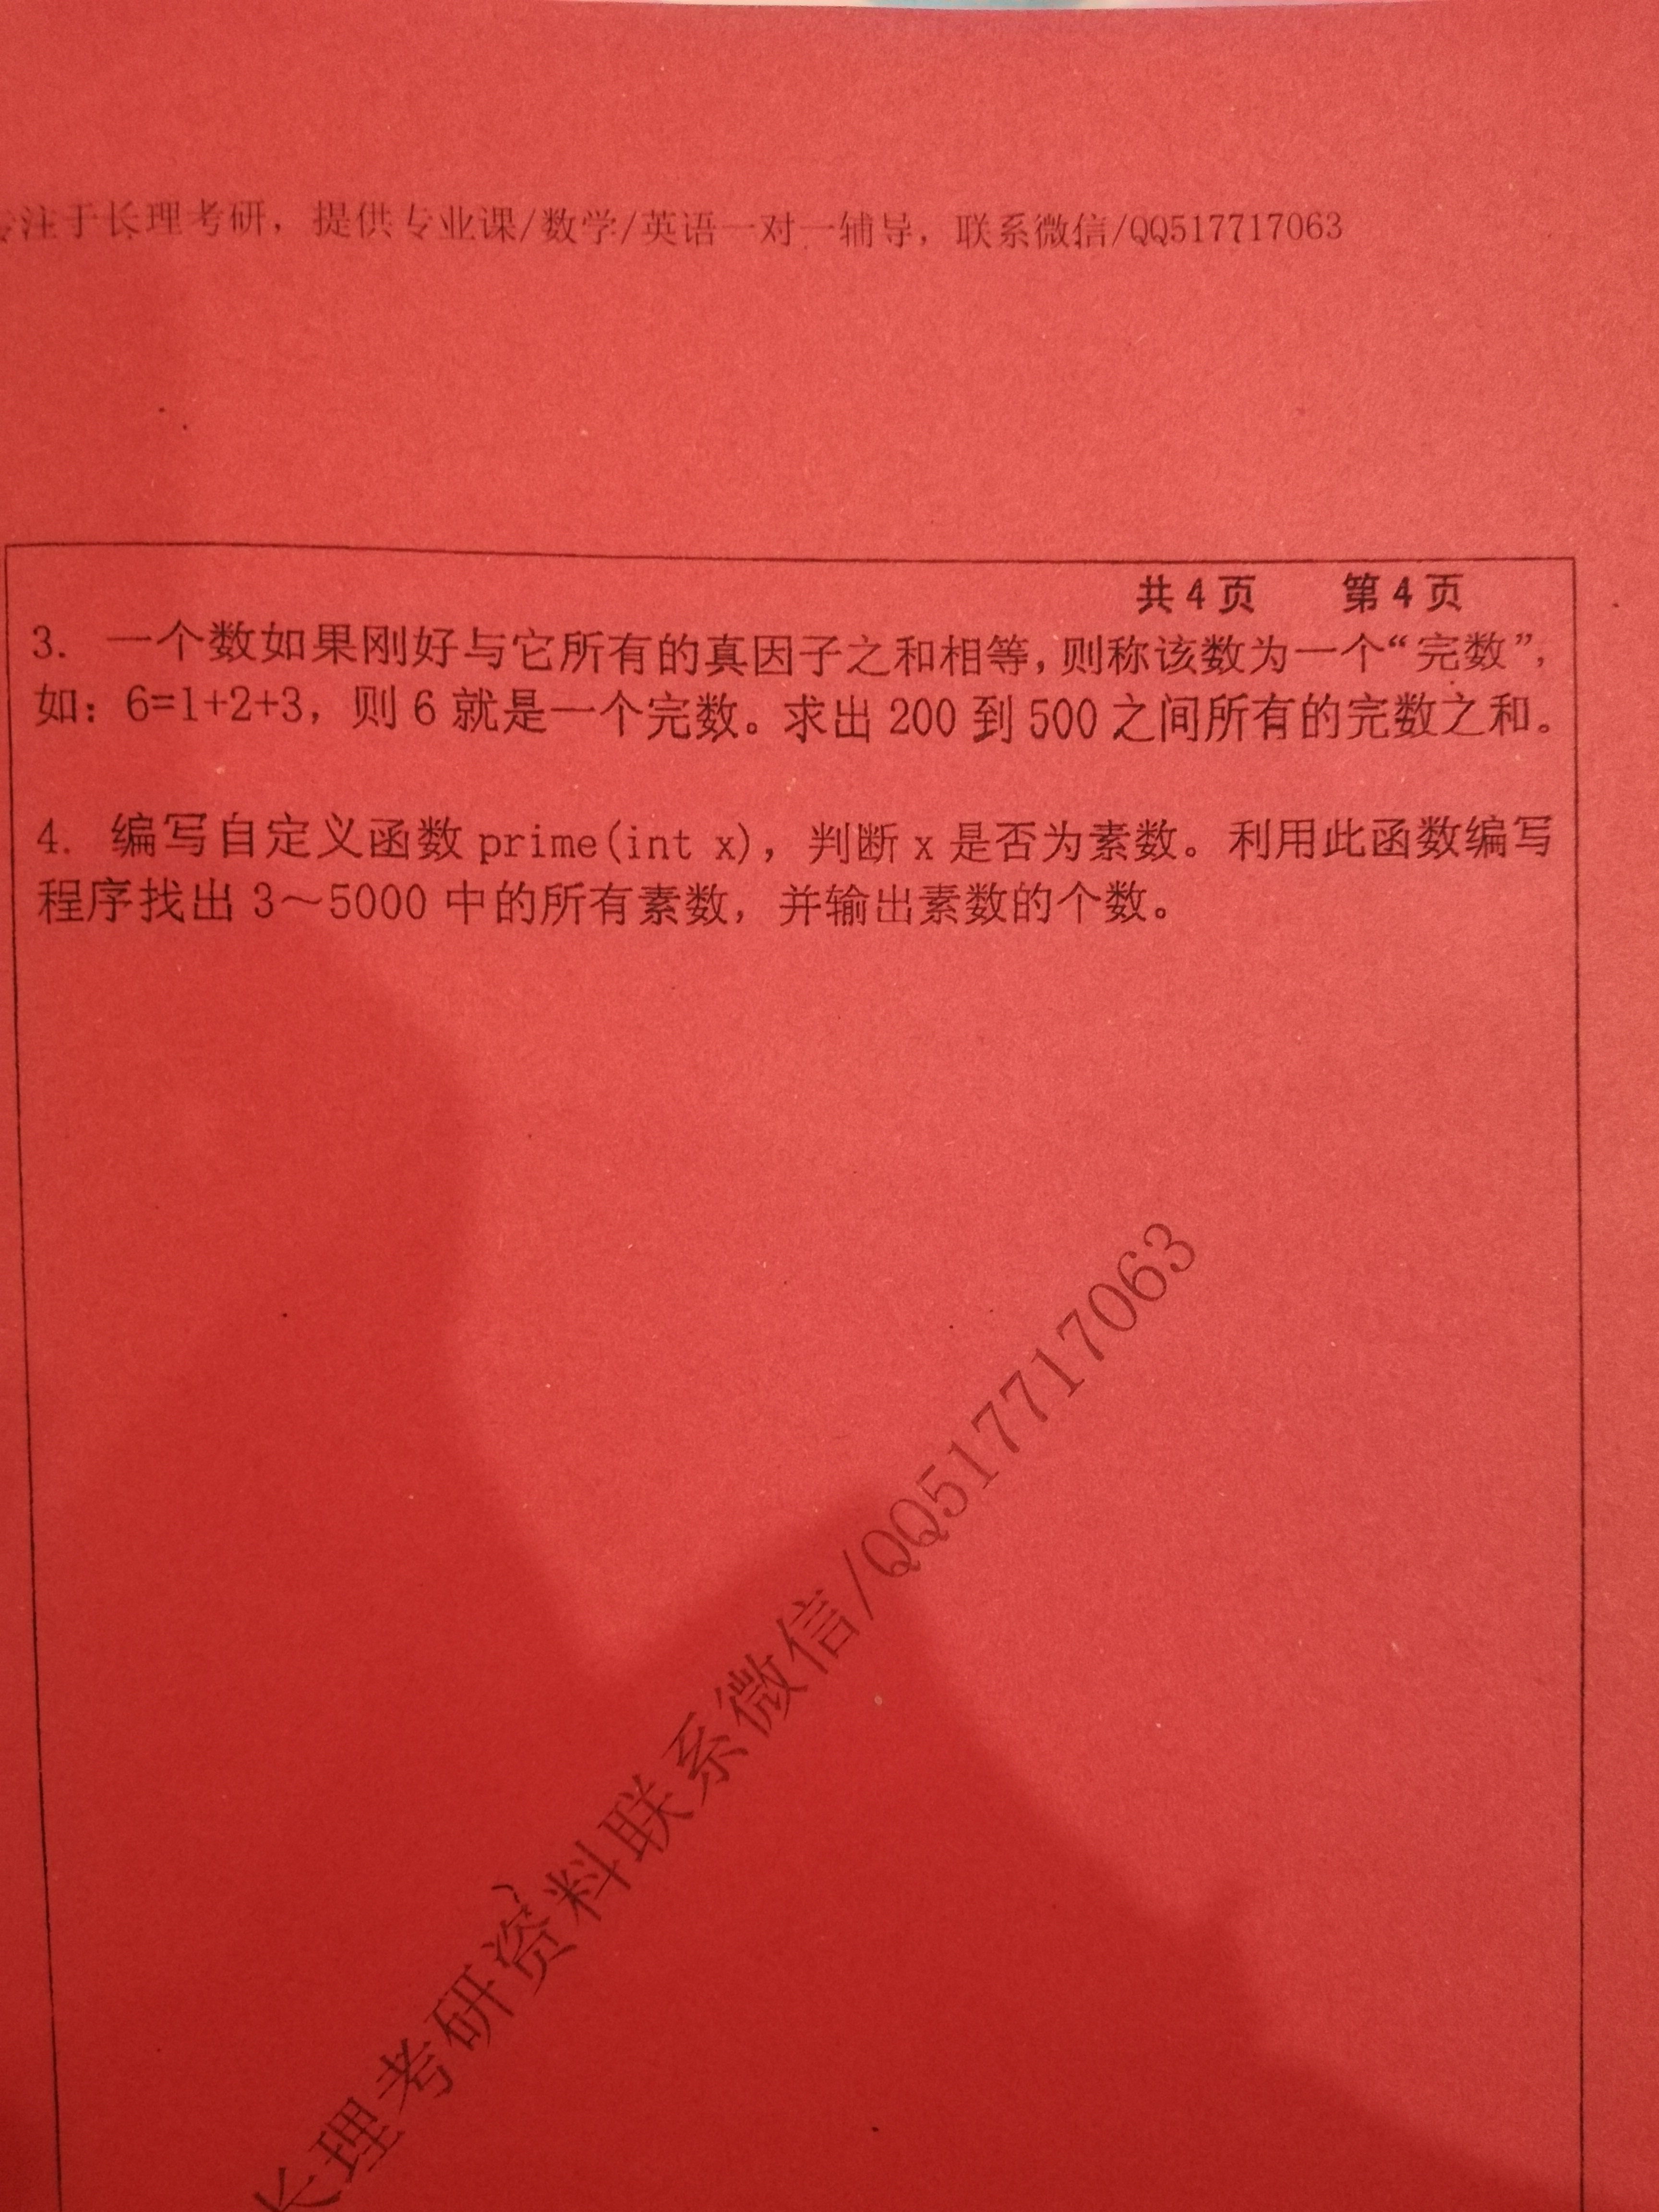 注于长理考研，提供专业课/数学/英语一对一辅导，联系微信/QQ517717063
共 4 页 第 4 页
3. 一个数如果刚好与它所有的真因子之和相等，则称该数为一个“完数”，
如：6=1+2+3，则 6 就是一个完数。求出 200 到 500 之间所有的完数之和。
4. 编写自定义函数 prime(int x)，判断 x 是否为素数。利用此函数编写
程序找出 3～5000 中的所有素数，并输出素数的个数。
长理考研资料联系微信/QQ517717063